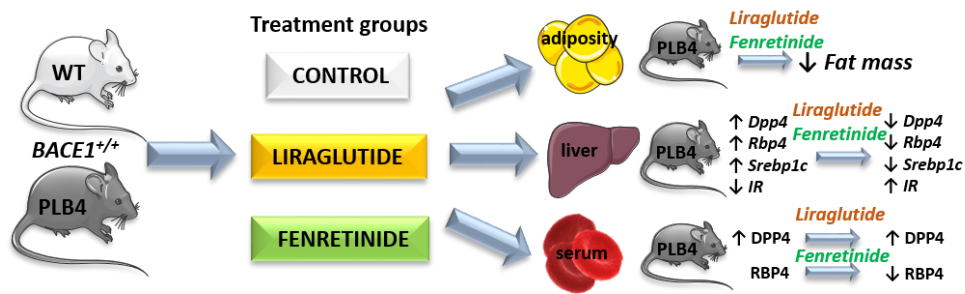 Treatment groups
WT
BACE1+/+
PLB4
CONTROL
LIRAGLUTIDE
FENRETINIDE
adiposity
PLB4
Liraglutide
Fenretinide
↓ Fat mass
liver
PLB4
↑ Dpp4
↑ Rbp4
↑ Srebp1c
↓ IR
Liraglutide
Fenretinide
↓ Dpp4
↓ Rbp4
↓ Srebp1c
↑ IR
serum
PLB4
↑ DPP4
RBP4
Liraglutide
Fenretinide
↑ DPP4
↓ RBP4